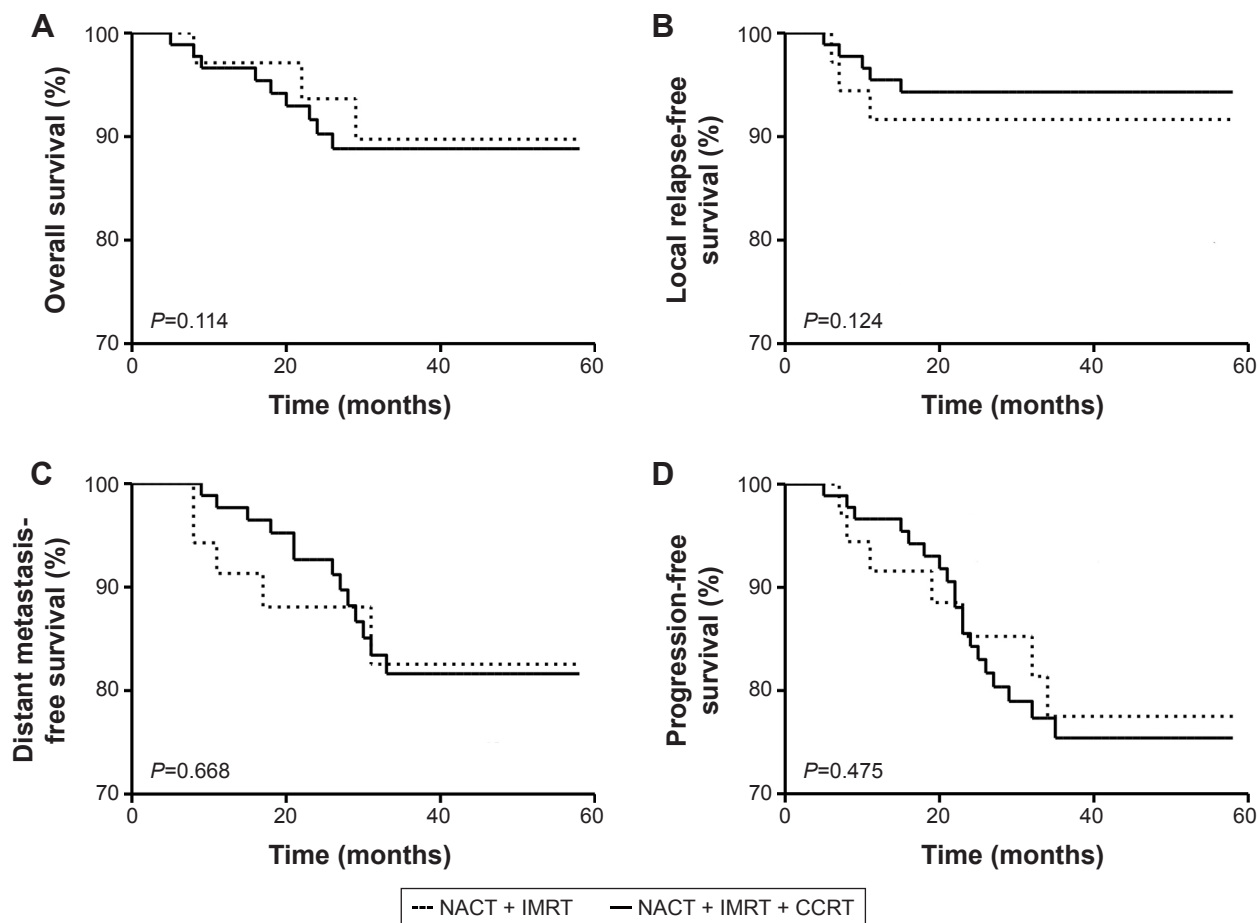 A
Overall survival (%)
100
90
80
70
P=0.114
0
20
40
60
Time (months)
B
Local relapse-free
survival (%)
100
90
80
70
P=0.124
0
20
40
60
Time (months)
C
Distant metastasis-
free survival (%)
100
90
80
70
P=0.668
0
20
40
60
Time (months)
D
Progression-free
survival (%)
100
90
80
70
P=0.475
0
20
40
60
Time (months)
NACT + IMRT
NACT + IMRT + CCRT